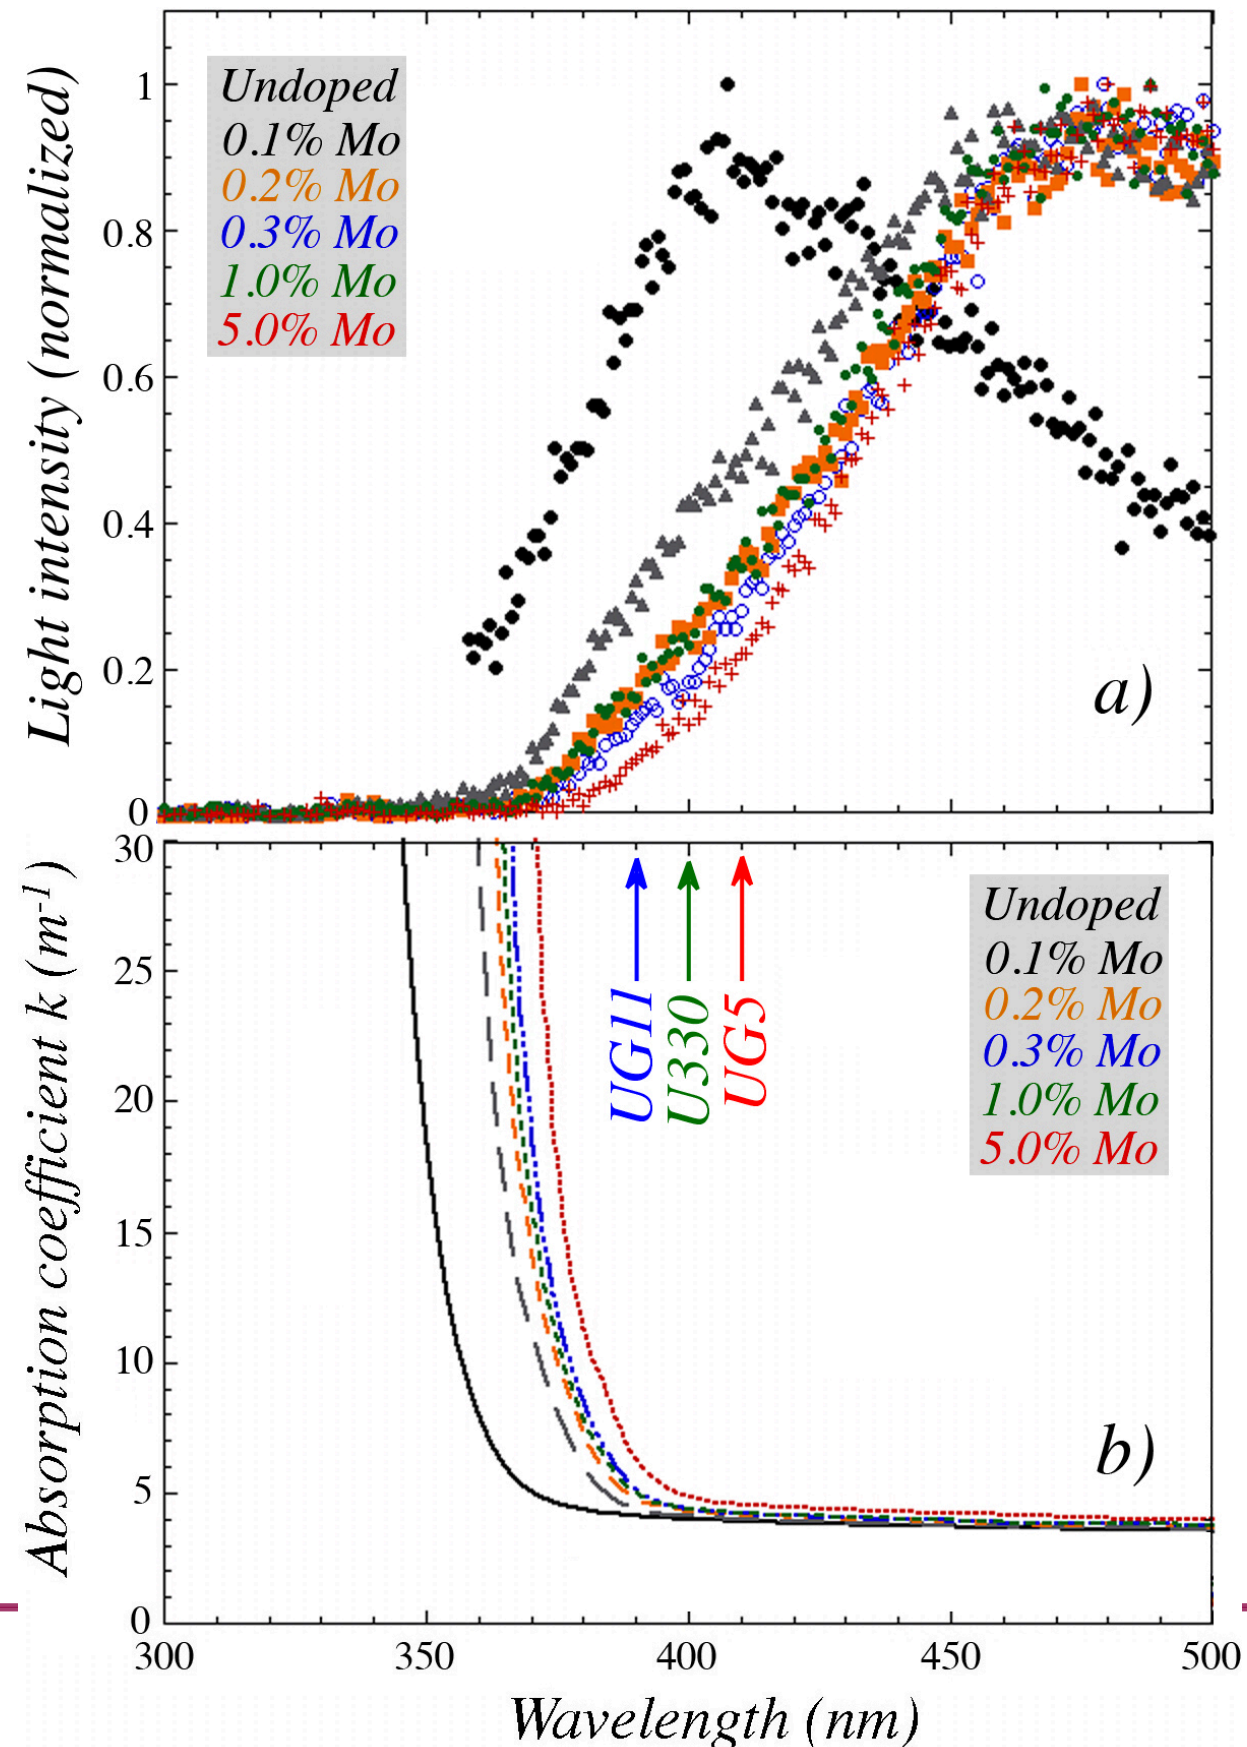 Light intensity (normalized)
1
0.8
0.6
0.4
0.2
0
Undoped
0.1% Mo
0.2% Mo
0.3% Mo
1.0% Mo
5.0% Mo
a)
Absorption coefficient k (m-1)
30
25
20
15
10
5
0
UG11
U330
UG5
Undoped
0.1% Mo
0.2% Mo
0.3% Mo
1.0% Mo
5.0% Mo
b)
300 350 400 450 500
Wavelength (nm)